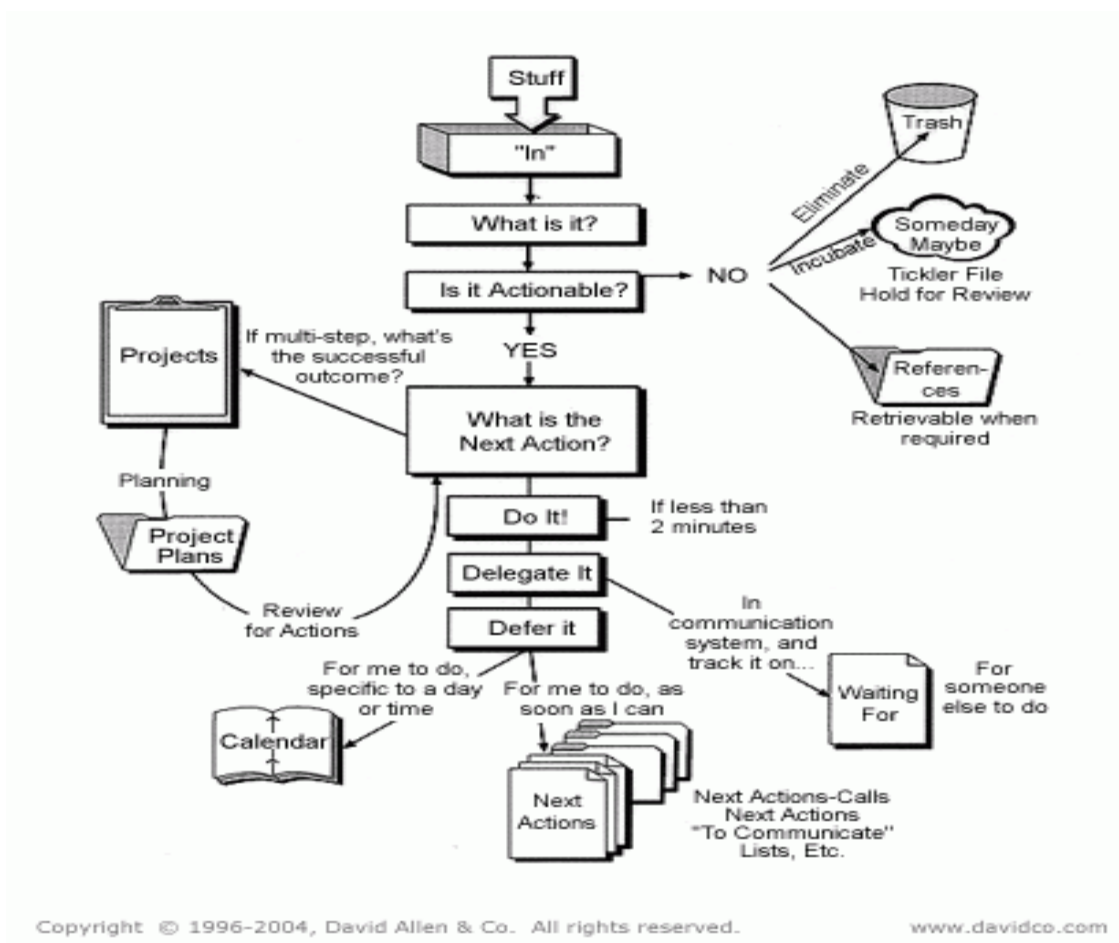 Stuff
"In"
What is it?
Is it Actionable?
NO
Eliminate
Trash
Incubate
Someday
Maybe
Tickler File
Hold for Review
Referen-
ces
Retrievable when
required
YES
What is the
Next Action?
If multi-step, what's
the successful
outcome?
Projects
Planning
Project
Plans
Review
for Actions
Do It!
If less than
2 minutes
Delegate It
In
communication
system, and
track it on...
Waiting
For
For
someone
else to do
Defer it
For me to do,
specific to a day
or time
Calendar
For me to do, as
soon as I can
Next
Actions
Next Actions-Calls
Next Actions
"To Communicate"
Lists, Etc.
Copyright © 1996-2004, David Allen & Co. All rights reserved.
www.davidco.com